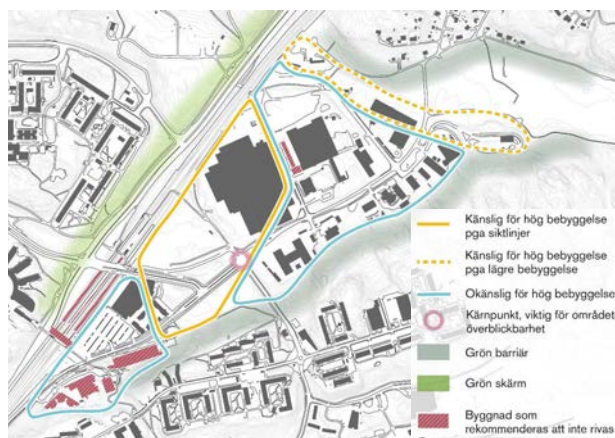 Känslig för hög bebyggelse
pga siktlinjer
Känslig för hög bebyggelse
pga lägre bebyggelse
Okänslig för hög bebyggelse
Kärnpunkt, viktig för området
överblickbarhet
Grön barriär
Grön skärm
Byggnad som
rekommenderas att inte rivas